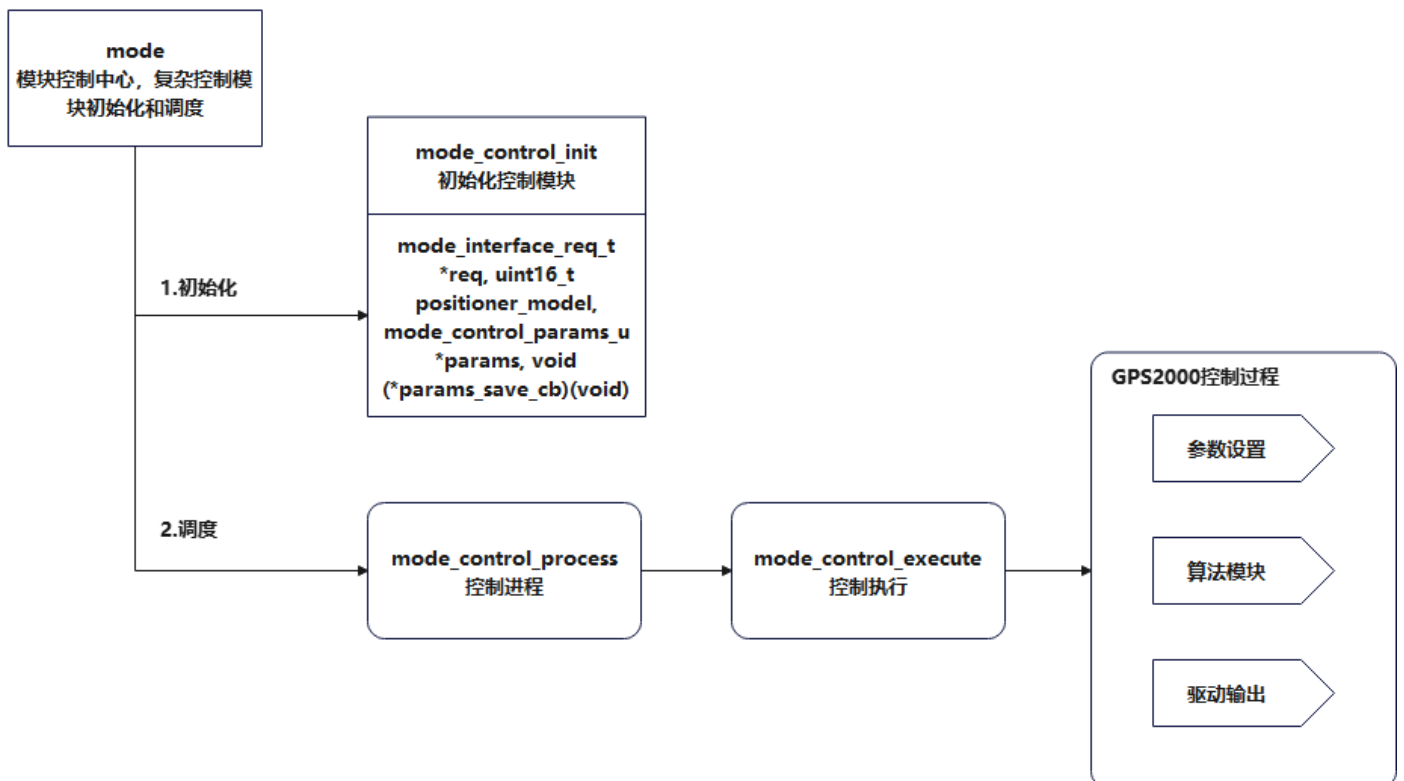 mode
模块控制中心，复杂控制模
块初始化和调度
mode_control_init
初始化控制模块
mode_interface_req_t
*req, uint16_t
positioner_model,
mode_control_params_u
*params, void
(*params_save_cb)(void)
1.初始化
2.调度
mode_control_process
控制进程
mode_control_execute
控制执行
GPS2000控制过程
参数设置
算法模块
驱动输出